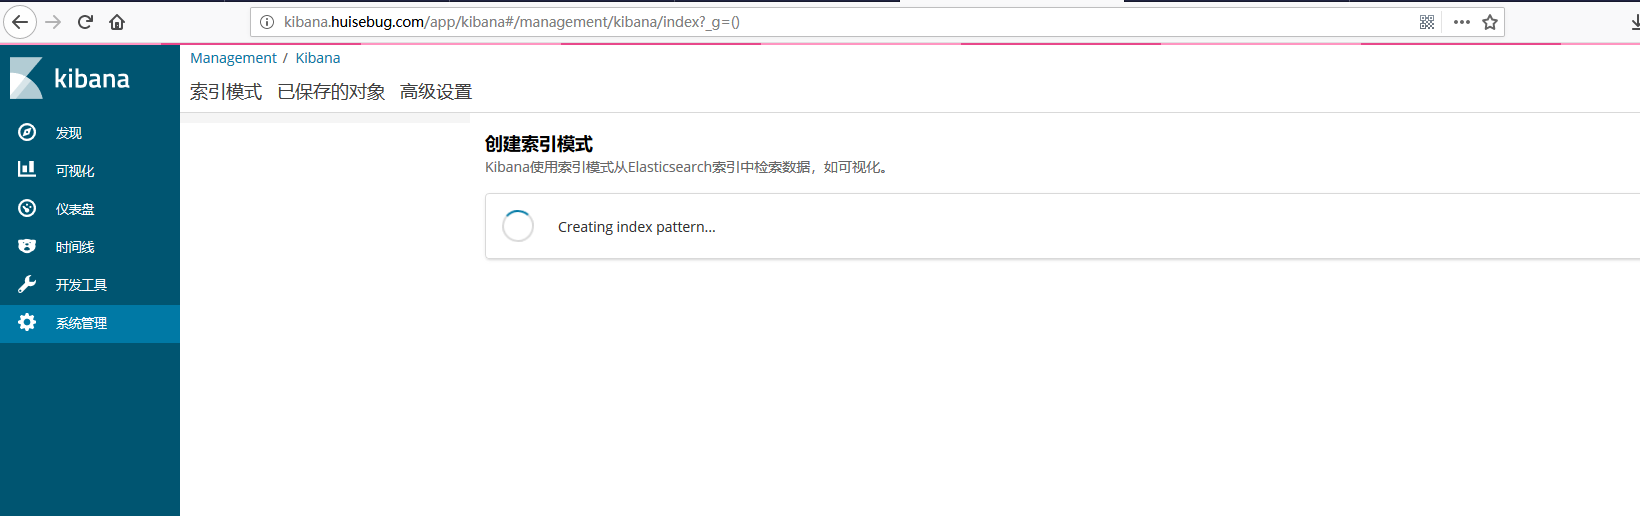 kibana.huisebug.com/app/kibana#/management/kibana/index?_g=()
kibana
Management / Kibana
索引模式 已保存的对象 高级设置
发现
可视化
仪表盘
时间线
开发工具
系统管理
创建索引模式
Kibana使用索引模式从Elasticsearch索引中检索数据，如可视化。
Creating index pattern...